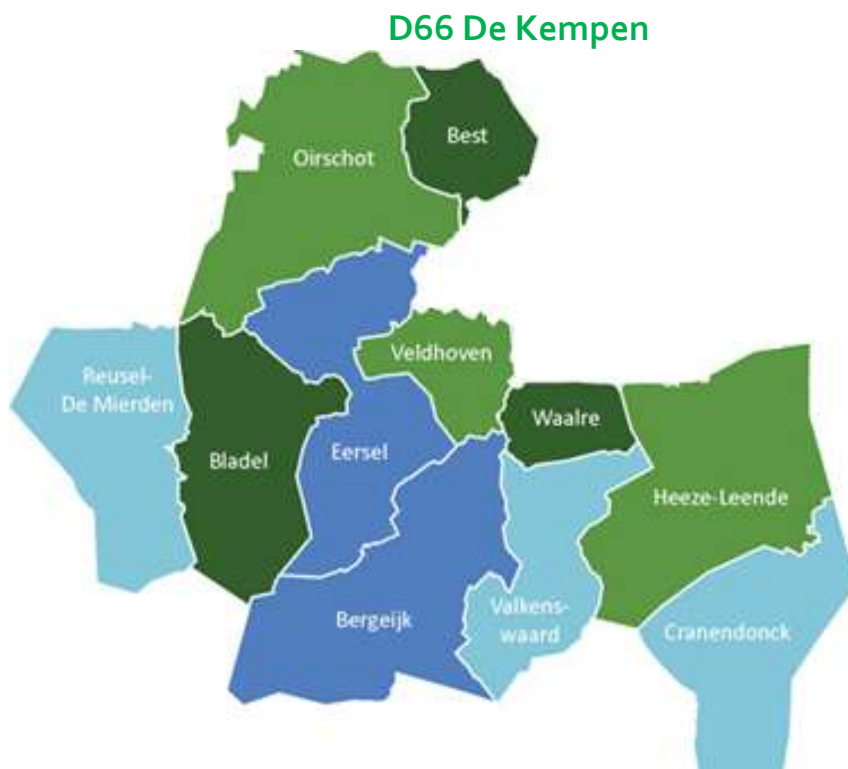 D66 De Kempen
Best
Oirschot
Veldhoven
Reusel-
De Mierden
Waalre
Eersel
Bladel
Heeze-Leende
Valkens-
waard
Bergeijk
Cranendonck